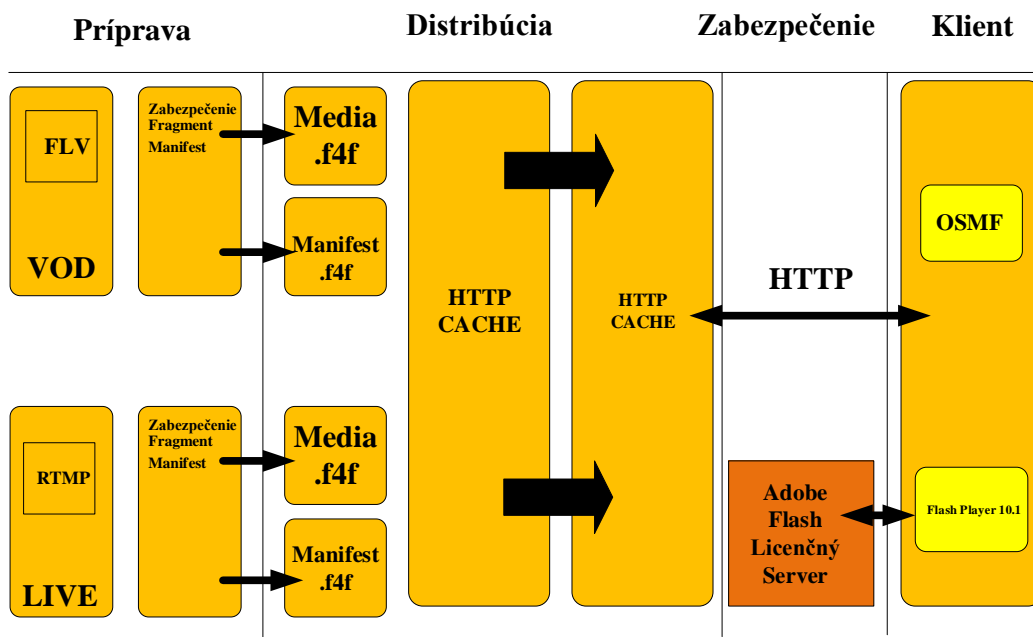 Príprava
Distribúcia
Zabezpečenie
Klient
FLV
VOD
Zabezpečenie
Fragment
Manifest
Media
.f4f
Manifest
.f4f
HTTP
CACHE
HTTP
CACHE
HTTP
OSMF
RTMP
LIVE
Zabezpečenie
Fragment
Manifest
Media
.f4f
Manifest
.f4f
Adobe
Flash
Licenčný
Server
Flash Player 10.1